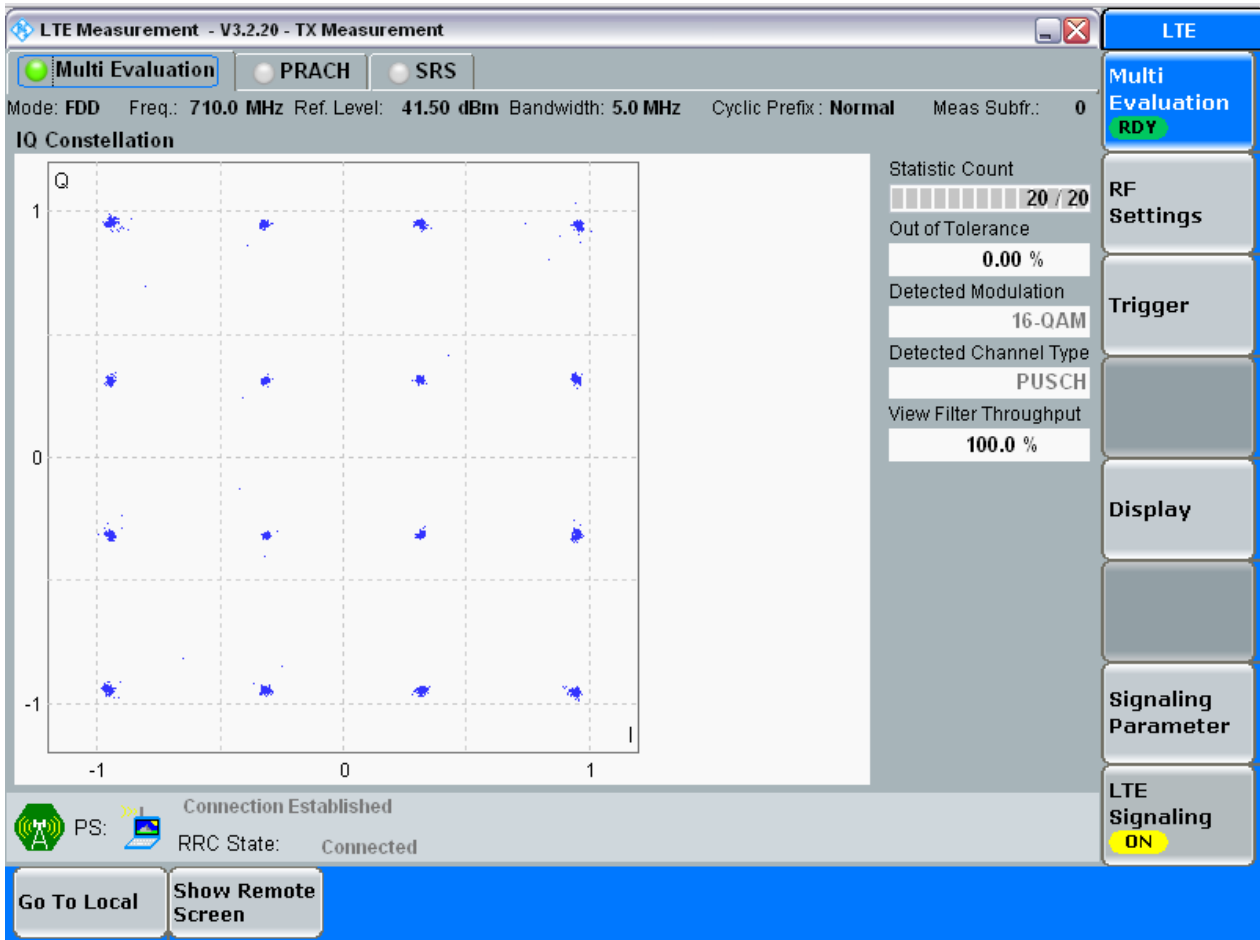 LTE Measurement - V3.2.20 - TX Measurement
LTE
Multi Evaluation PRACH SRS
Mode: FDD Freq.: 710.0 MHz Ref. Level: 41.50 dBm Bandwidth: 5.0 MHz Cyclic Prefix : Normal Meas Subfr.: 0
IQ Constellation
Q
1
0
-1
I
-1 0 1
Statistic Count
20 / 20
Out of Tolerance
0.00 %
Detected Modulation
16-QAM
Detected Channel Type
PUSCH
View Filter Throughput
100.0 %
Multi
Evaluation
RDY
RF
Settings
Trigger
Display
Signaling
Parameter
LTE
Signaling
ON
PS:
Connection Established
RRC State: Connected
Go To Local
Show Remote
Screen